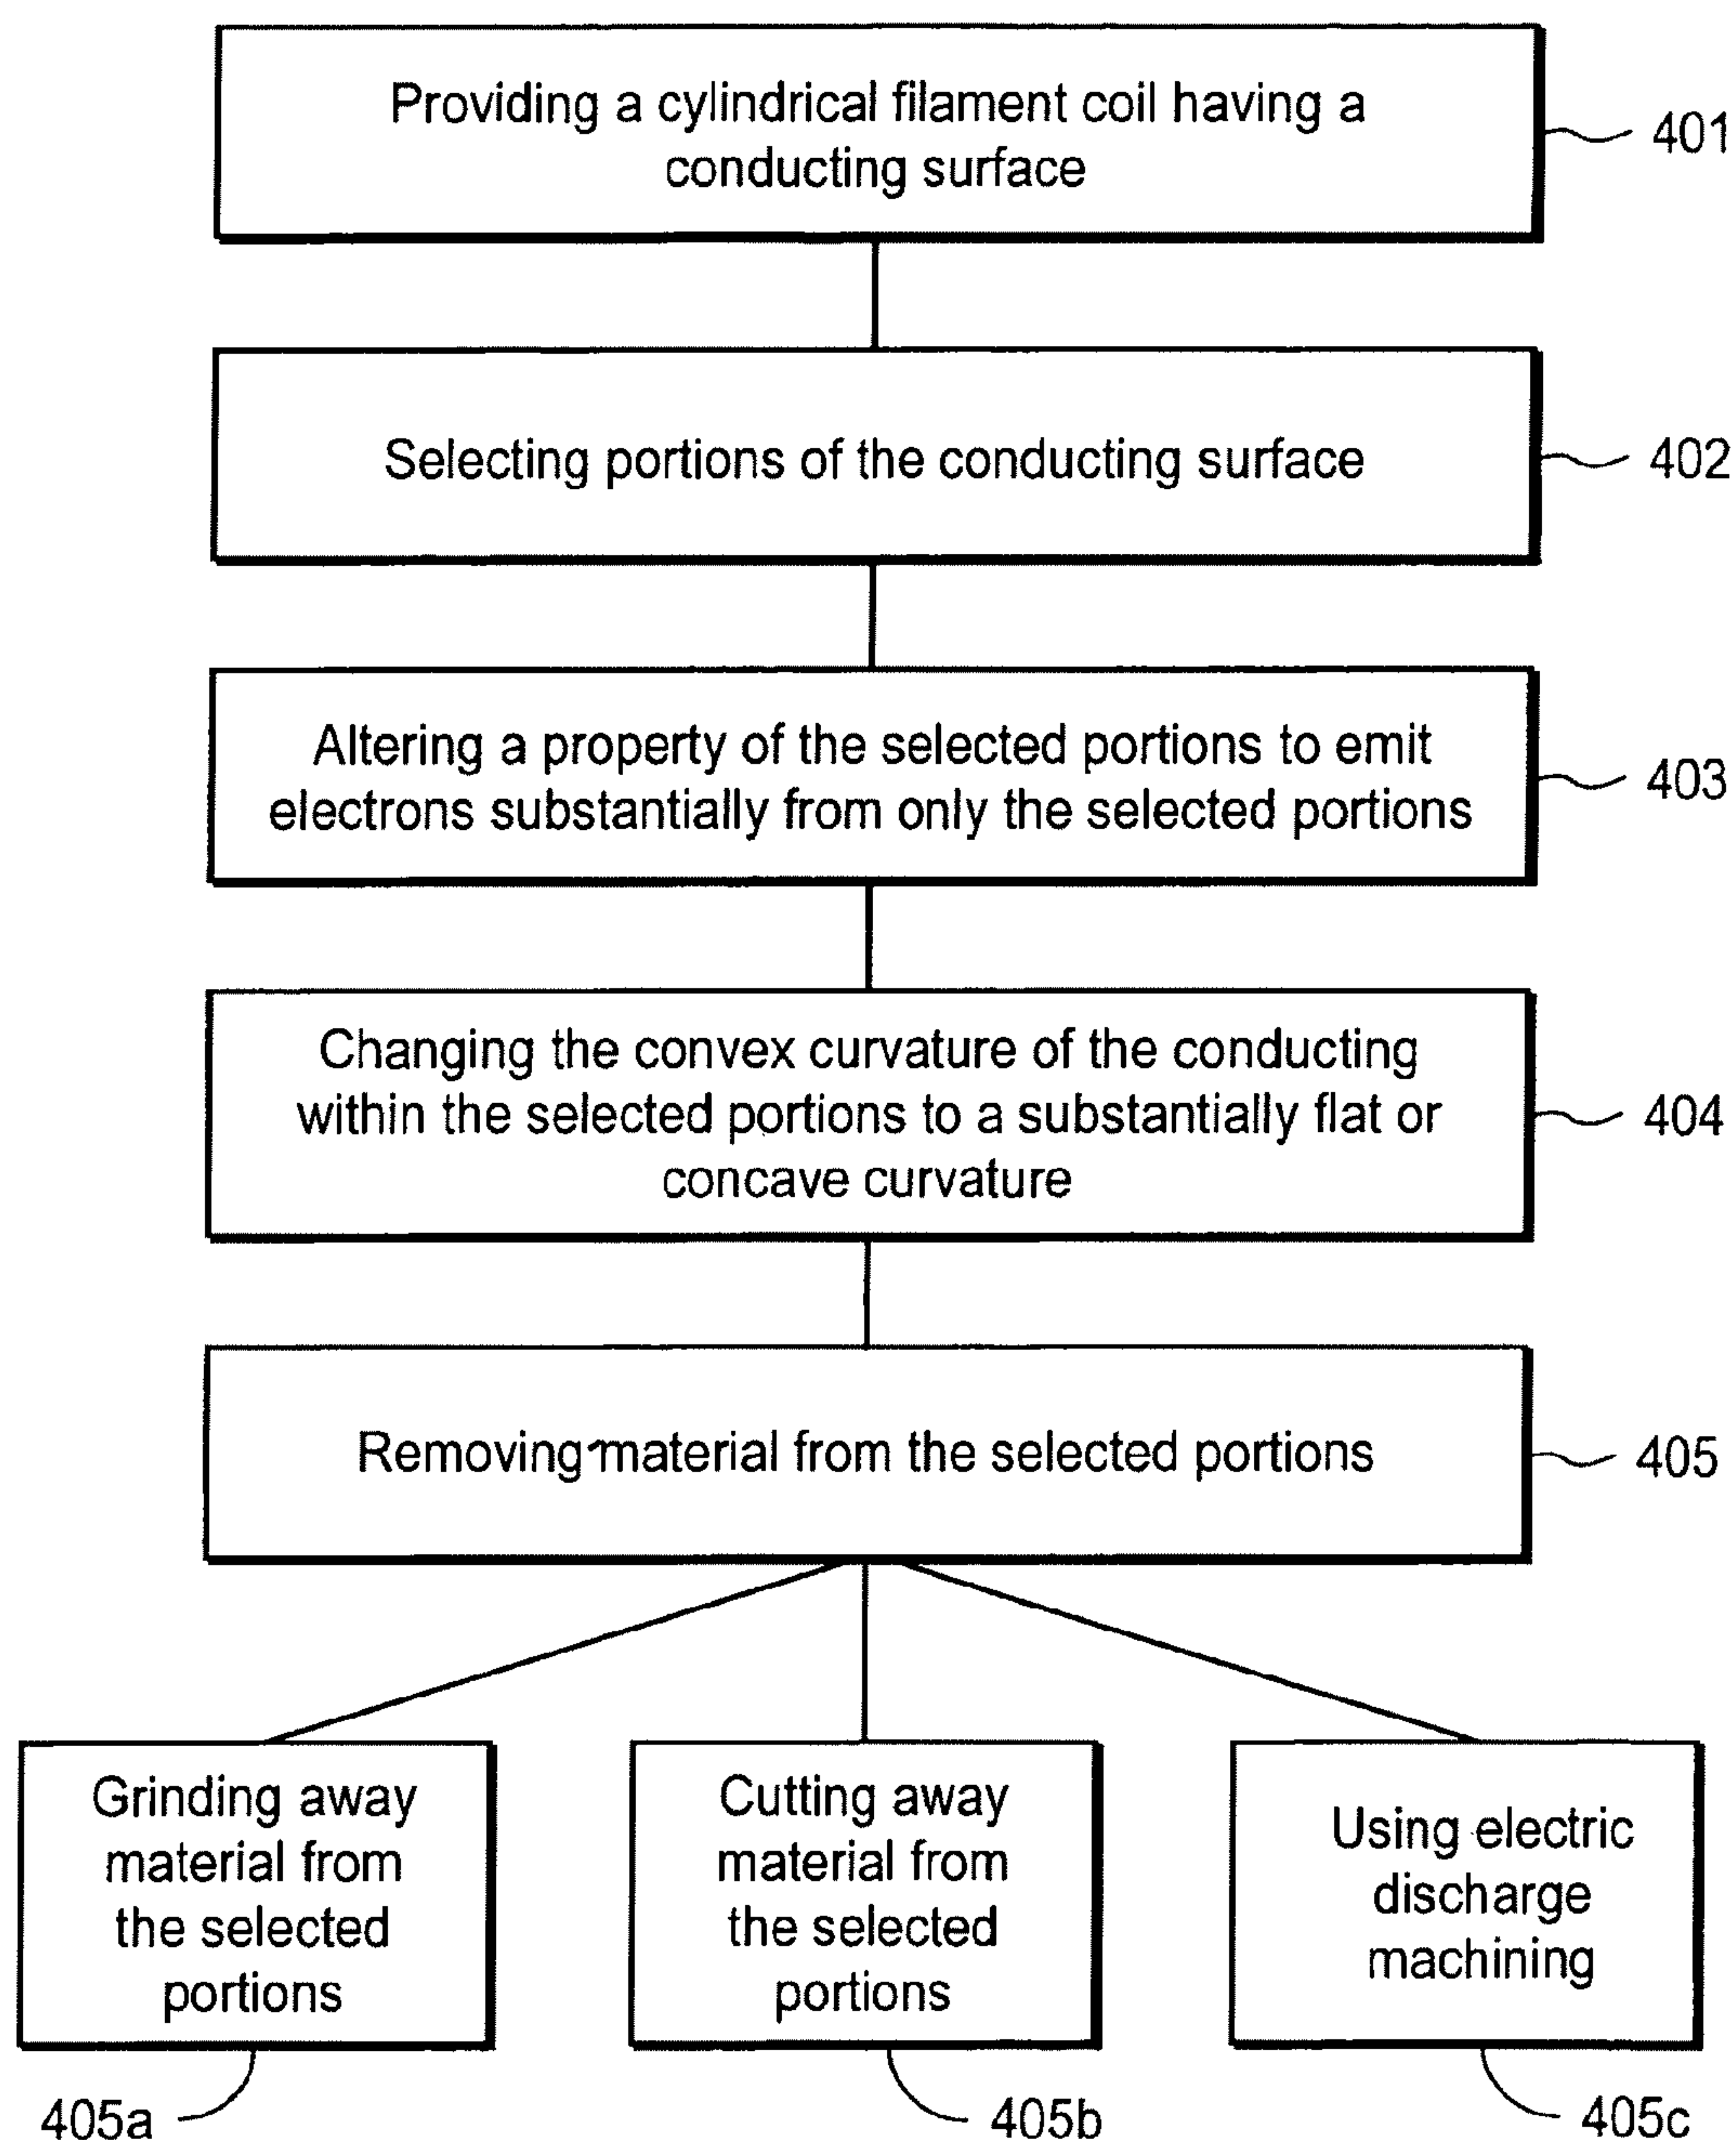 Providing a cylindrical filament coil having a
conducting surface
401
Selecting portions of the conducting surface
402
Altering a property of the selected portions to emit
electrons substantially from only the selected portions
403
Changing the convex curvature of the conducting
within the selected portions to a substantially flat or
concave curvature
404
Removing material from the selected portions
405
Grinding away
material from
the selected
portions
405a
Cutting away
material from
the selected
portions
405b
Using electric
discharge
machining
405c